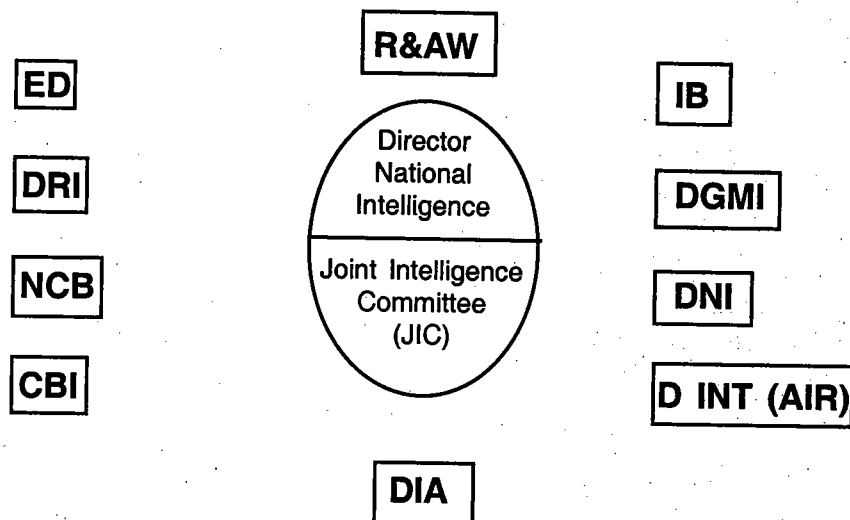 R&AW
ED
IB
Director
National
Intelligence
DRI
DGMI
Joint Intelligence
Committee
(JIC)
NCB
DNI
CBI
D INT (AIR)
DIA